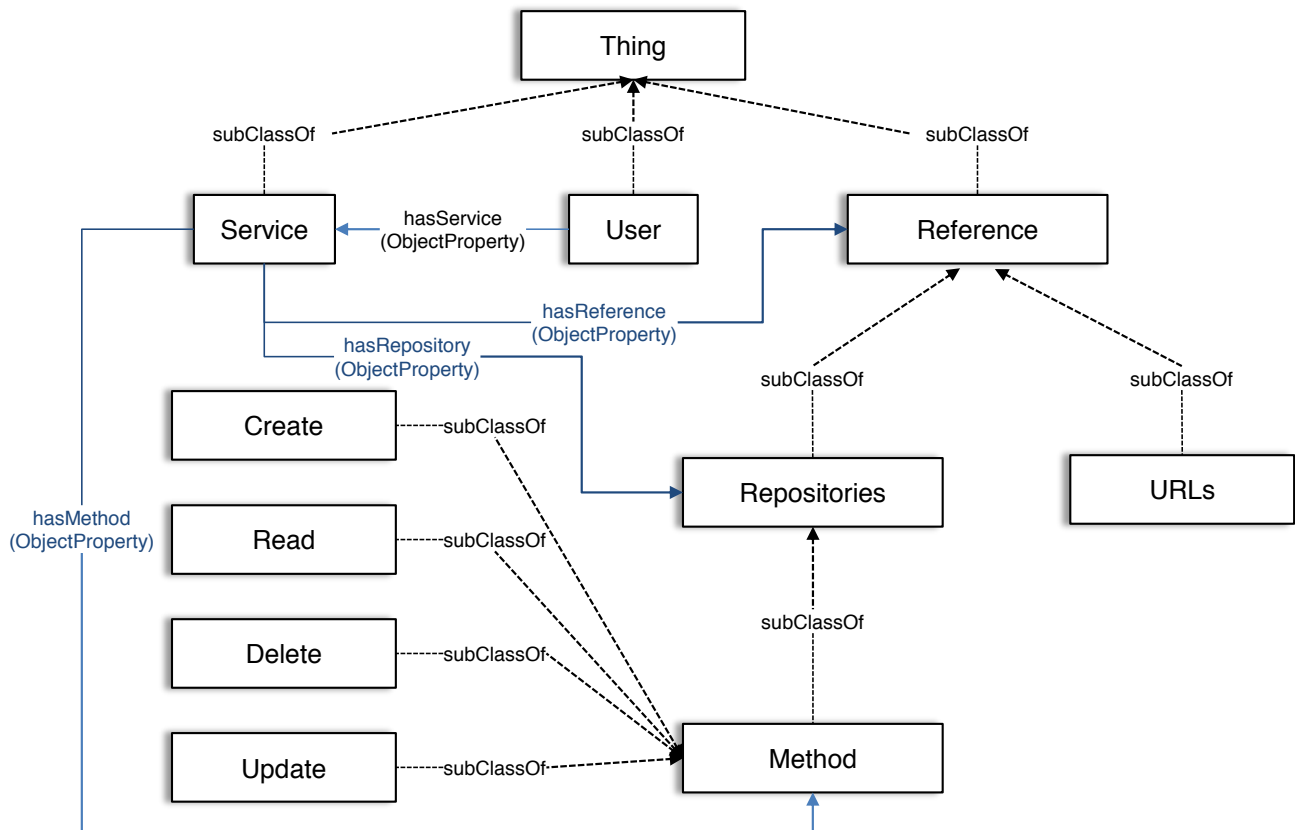 Thing
subClassOf
subClassOf
subClassOf
Service
hasService
(ObjectProperty)
User
Reference
hasReference
(ObjectProperty)
hasRepository
(ObjectProperty)
subClassOf
subClassOf
Create
subClassOf
Repositories
URLs
hasMethod
(ObjectProperty)
Read
subClassOf
subClassOf
Delete
subClassOf
Update
subClassOf
Method